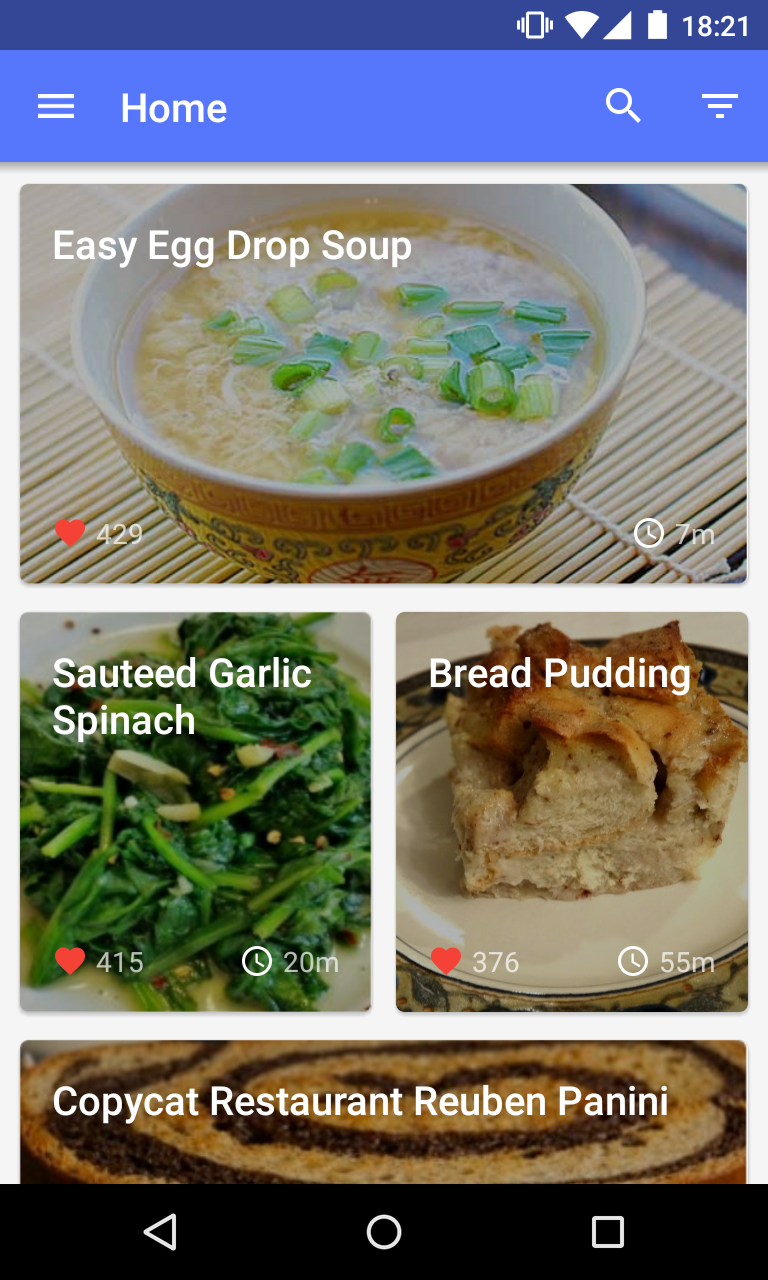 18:21
Home
Easy Egg Drop Soup
429
7m
Sauteed Garlic
Spinach
Bread Pudding
415
20m
376
55m
Copycat Restaurant Reuben Panini